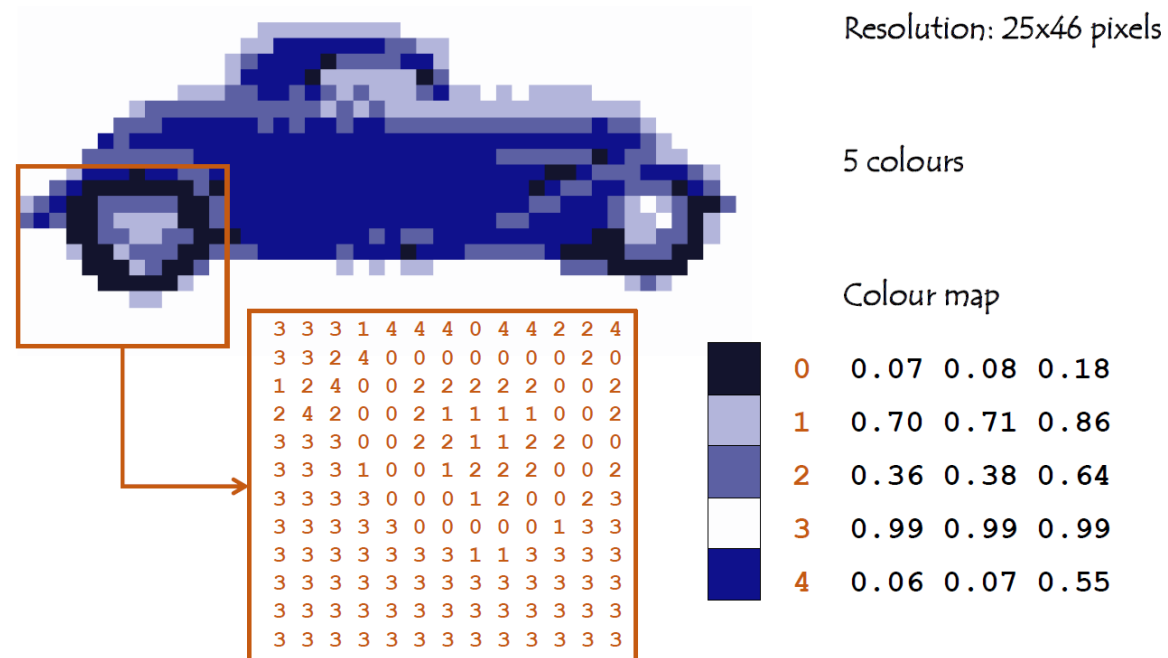 Resolution: 25x46 pixels
5 colours
Colour map
3 3 3 1 4 4 4 0 4 4 2 2 4
3 3 2 4 0 0 0 0 0 0 0 2 0
1 2 4 0 0 2 2 2 2 2 0 0 2
2 4 2 0 0 2 1 1 1 1 0 0 2
3 3 3 0 0 2 2 1 1 2 2 0 0
3 3 3 1 0 0 1 2 2 2 0 0 2
3 3 3 3 0 0 0 1 2 0 0 2 3
3 3 3 3 3 0 0 0 0 0 1 3 3
3 3 3 3 3 3 3 1 1 3 3 3 3
3 3 3 3 3 3 3 3 3 3 3 3 3
3 3 3 3 3 3 3 3 3 3 3 3 3
3 3 3 3 3 3 3 3 3 3 3 3 3
0 0.07 0.08 0.18
1 0.70 0.71 0.86
2 0.36 0.38 0.64
3 0.99 0.99 0.99
4 0.06 0.07 0.55